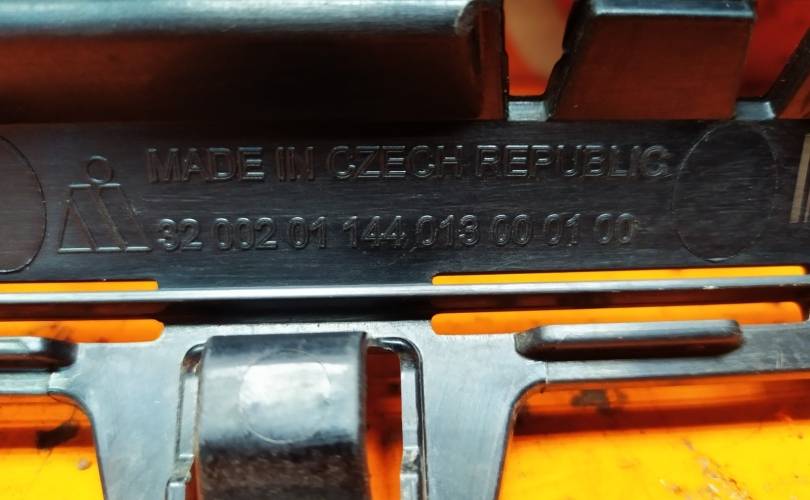 MADE IN CZECH REPUBLIC
32 002 01 144 013 00 01 00